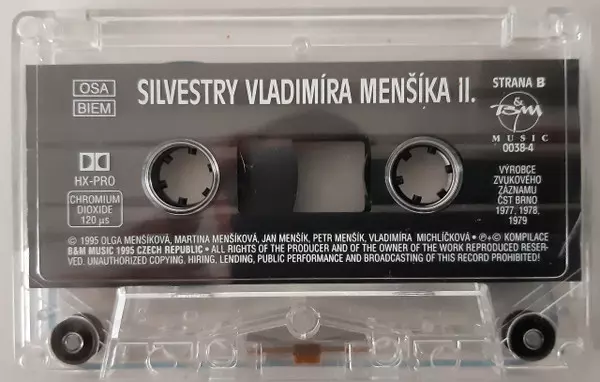 OSA
BIEM
SILVESTRY VLADIMÍRA MENŠÍKA II.
STRANA B
B&M
MUSIC
0038-4
HX-PRO
CHROMIUM
DIOXIDE
120 µs
VÝROBCE
ZVUKOVÉHO
ZÁZNAMU
ČST BRNO
1977, 1978,
1979
© 1995 OLGA MENŠÍKOVÁ, MARTINA MENŠÍKOVÁ, JAN MENŠÍK, PETR MENŠÍK, VLADIMÍRA MICHLÍČKOVÁ • ℗+© KOMPILACE
B&M MUSIC 1995 CZECH REPUBLIC • ALL RIGHTS OF THE PRODUCER AND OF THE OWNER OF THE WORK REPRODUCED RESER-
VED. UNAUTHORIZED COPYING, HIRING, LENDING, PUBLIC PERFORMANCE AND BROADCASTING OF THIS RECORD PROHIBITED!